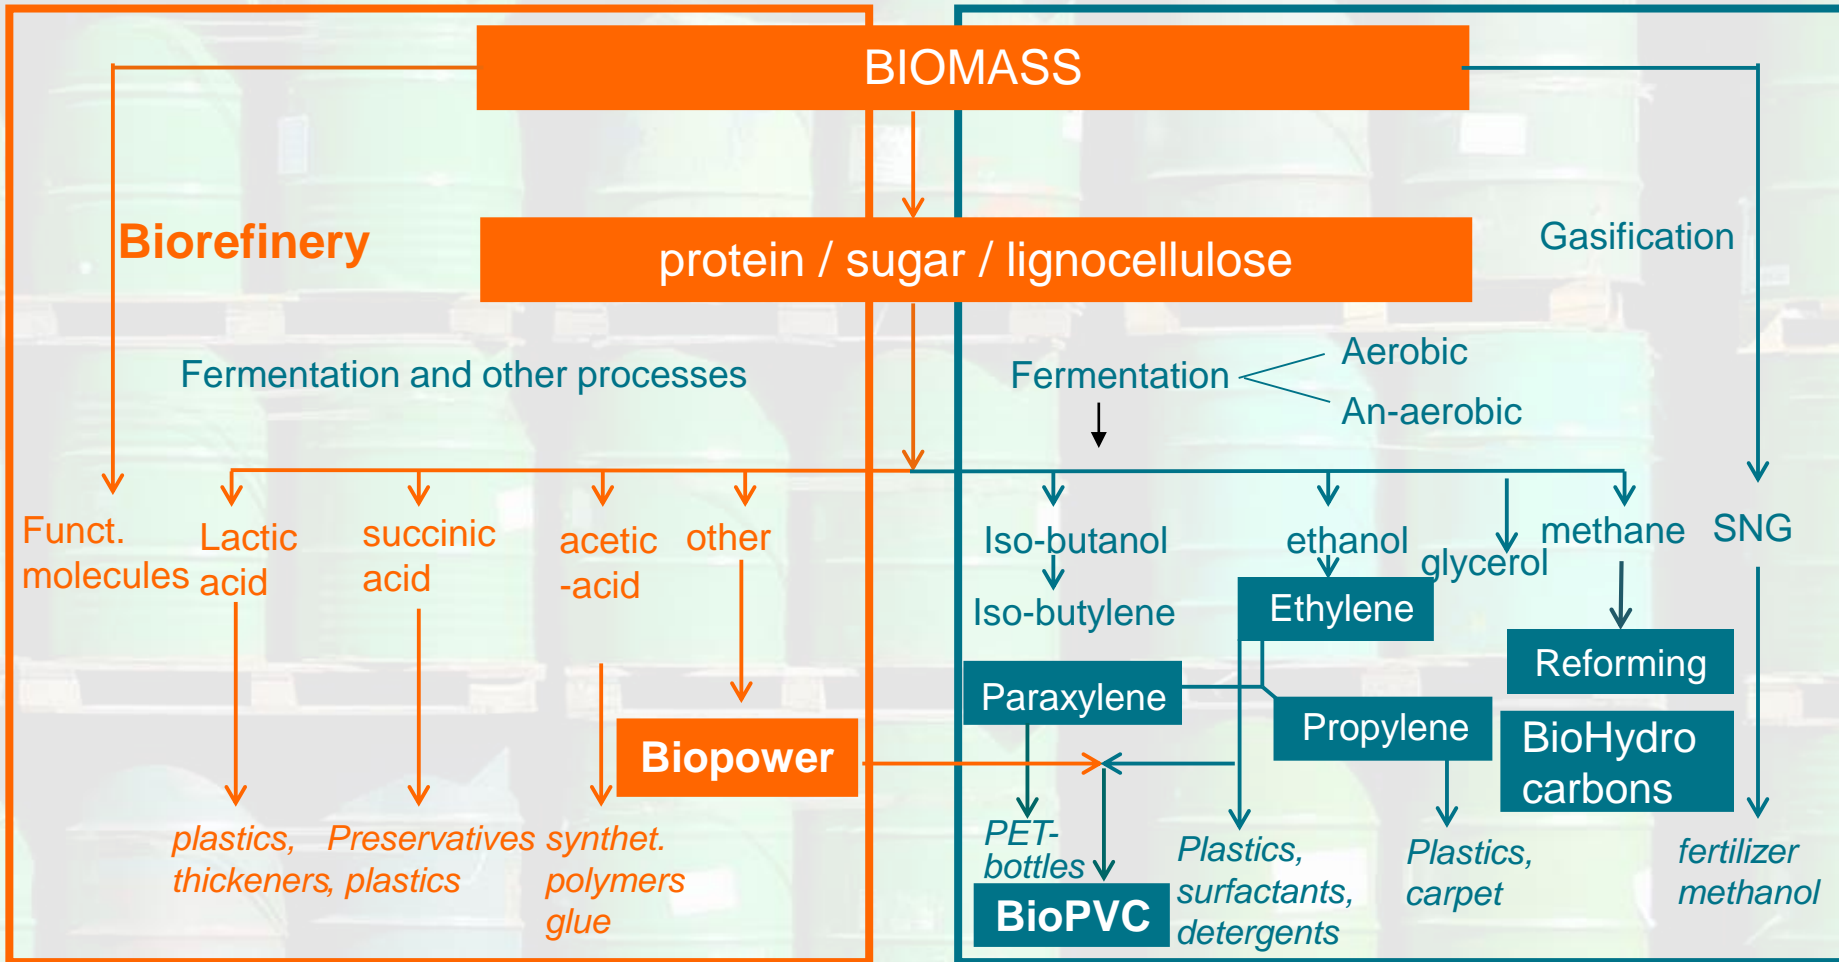 BIOMASS
Biorefinery
protein / sugar / lignocellulose
Gasification
Fermentation and other processes
Fermentation
Aerobic
An-aerobic
Funct.
molecules
Lactic
acid
succinic
acid
acetic
-acid
other
Iso-butanol
Iso-butylene
ethanol
glycerol
methane
SNG
Ethylene
Reforming
Paraxylene
Propylene
BioHydro
carbons
Biopower
plastics,
thickeners,
Preservatives
plastics
synthet.
polymers
glue
PET-
bottles
BioPVC
Plastics,
surfactants,
detergents
Plastics,
carpet
fertilizer
methanol